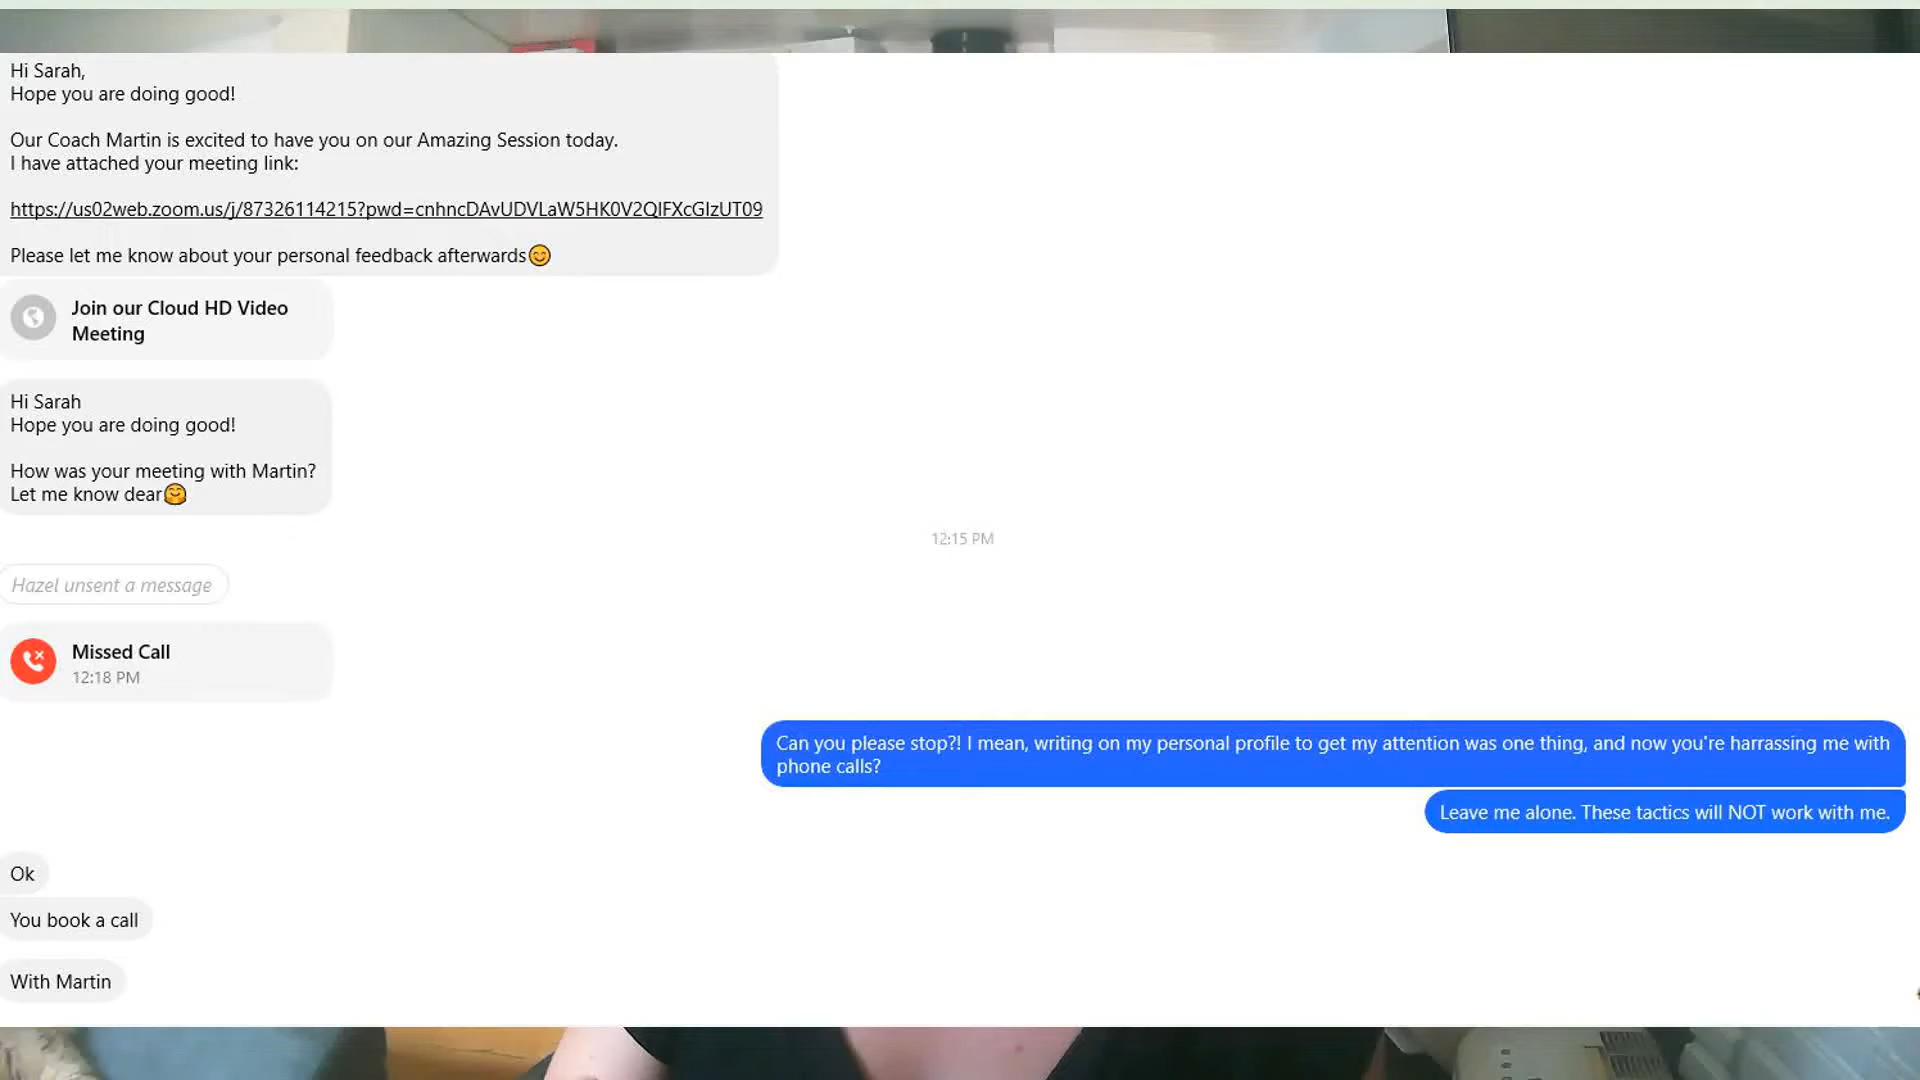 Hi Sarah,
Hope you are doing good!
Our Coach Martin is excited to have you on our Amazing Session today.
I have attached your meeting link:
https://us02web.zoom.us/j/87326114215?pwd=cnhncDAvUDVLaW5HK0V2QlFXcGIzUT09
Please let me know about your personal feedback afterwards😊
Join our Cloud HD Video
Meeting
Hi Sarah
Hope you are doing good!
How was your meeting with Martin?
Let me know dear🤗
12:15 PM
Hazel unsent a message
Missed Call
12:18 PM
Can you please stop?! I mean, writing on my personal profile to get my attention was one thing, and now you're harrassing me with
phone calls?
Leave me alone. These tactics will NOT work with me.
Ok
You book a call
With Martin